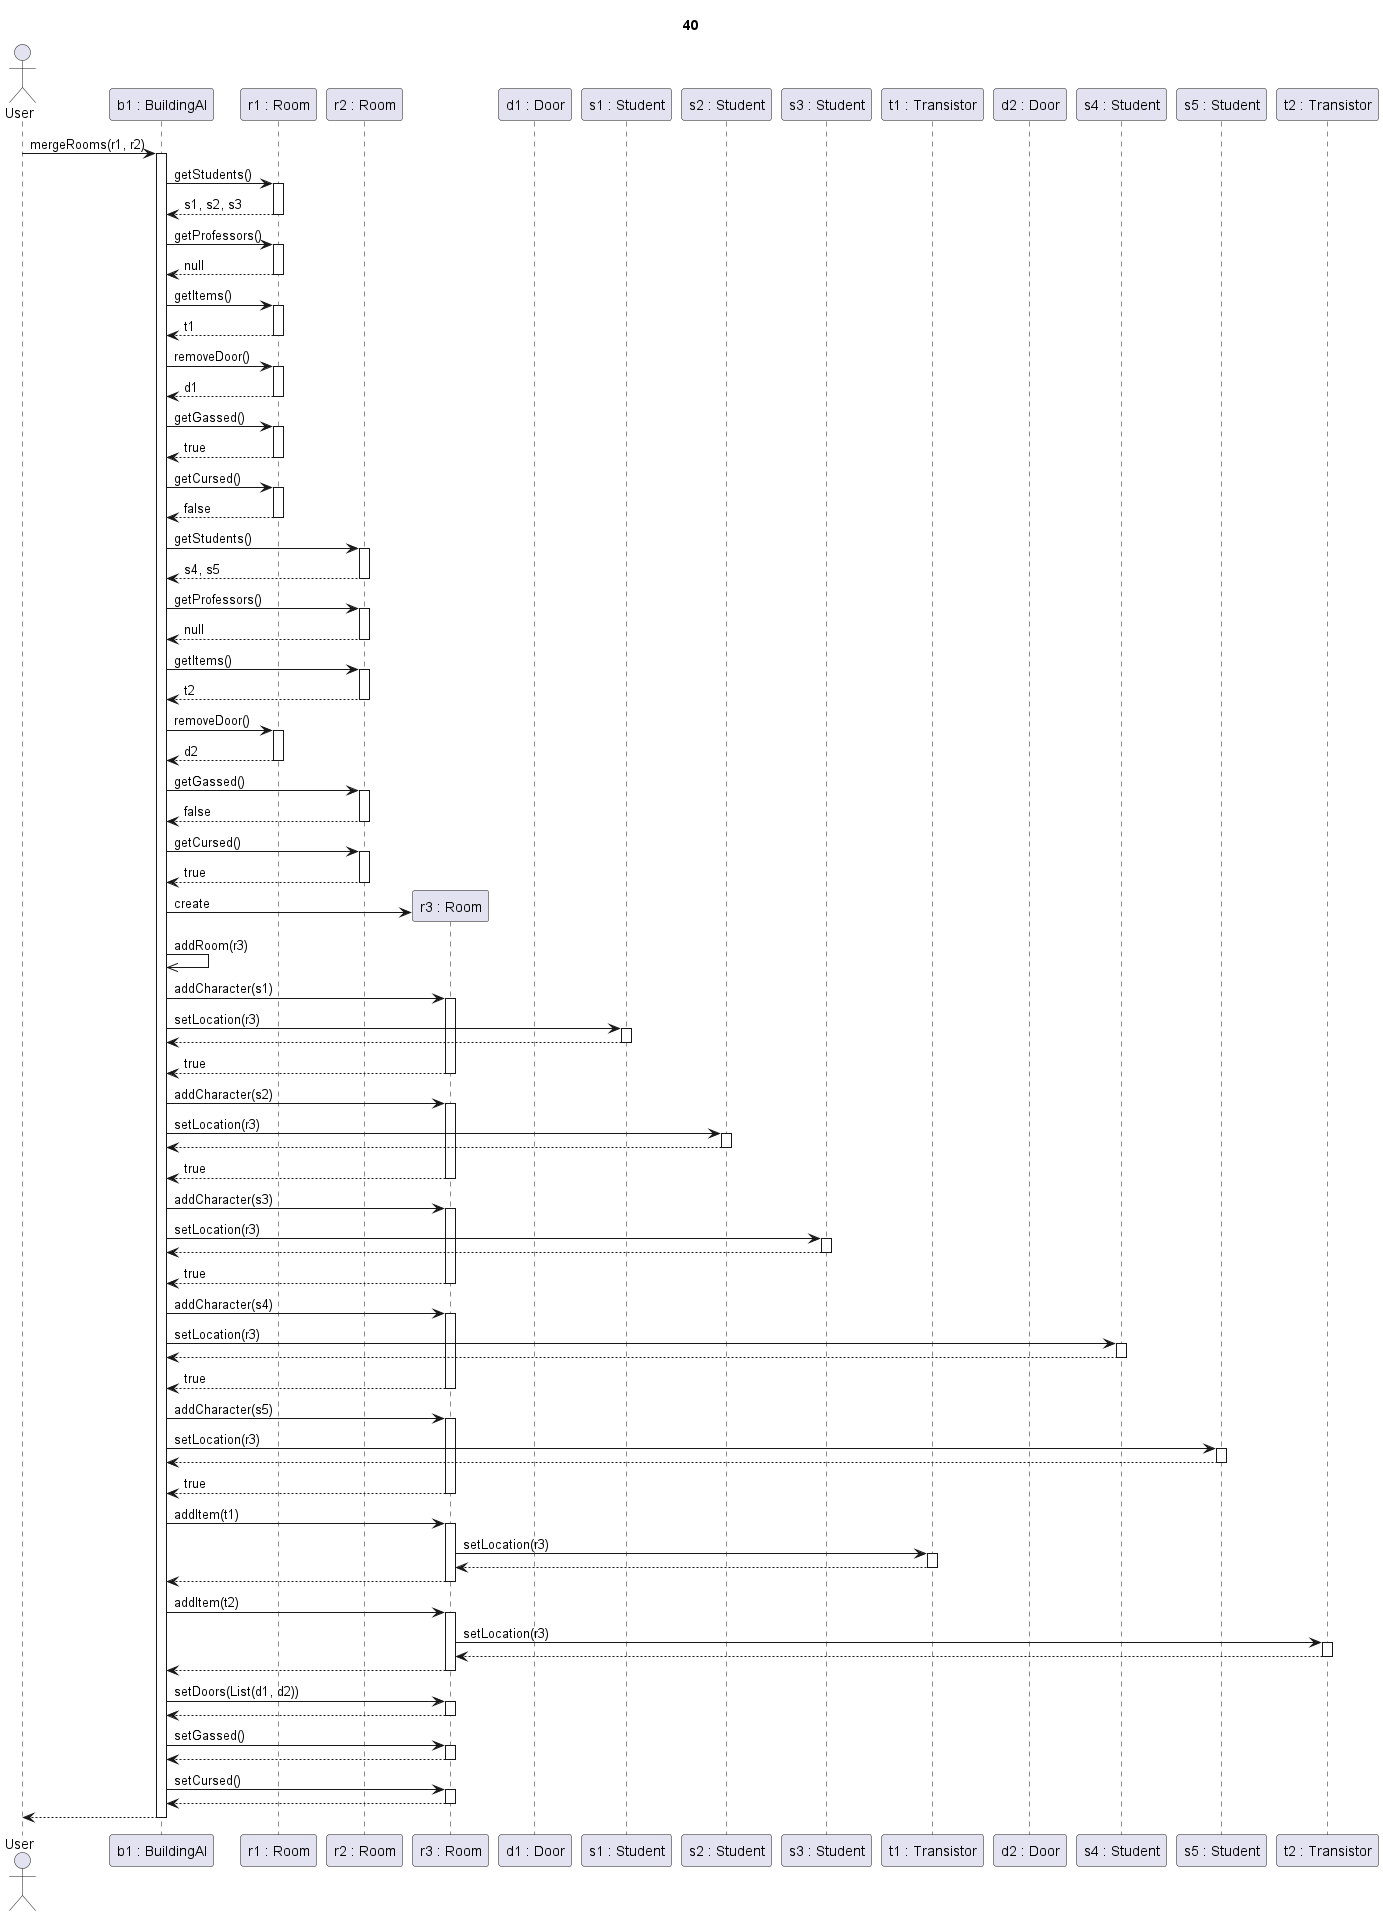 40
User
b1 : BuildingAI
r1 : Room
r2 : Room
d1 : Door
s1 : Student
s2 : Student
s3 : Student
t1 : Transistor
d2 : Door
s4 : Student
s5 : Student
t2 : Transistor
mergeRooms(r1, r2)
getStudents()
s1, s2, s3
getProfessors()
null
getItems()
t1
removeDoor()
d1
getGassed()
true
getCursed()
false
getStudents()
s4, s5
getProfessors()
null
getItems()
t2
removeDoor()
d2
getGassed()
false
getCursed()
true
create
r3 : Room
addRoom(r3)
addCharacter(s1)
setLocation(r3)
true
addCharacter(s2)
setLocation(r3)
true
addCharacter(s3)
setLocation(r3)
true
addCharacter(s4)
setLocation(r3)
true
addCharacter(s5)
setLocation(r3)
true
addItem(t1)
setLocation(r3)
addItem(t2)
setLocation(r3)
setDoors(List(d1, d2))
setGassed()
setCursed()
User
b1 : BuildingAI
r1 : Room
r2 : Room
r3 : Room
d1 : Door
s1 : Student
s2 : Student
s3 : Student
t1 : Transistor
d2 : Door
s4 : Student
s5 : Student
t2 : Transistor